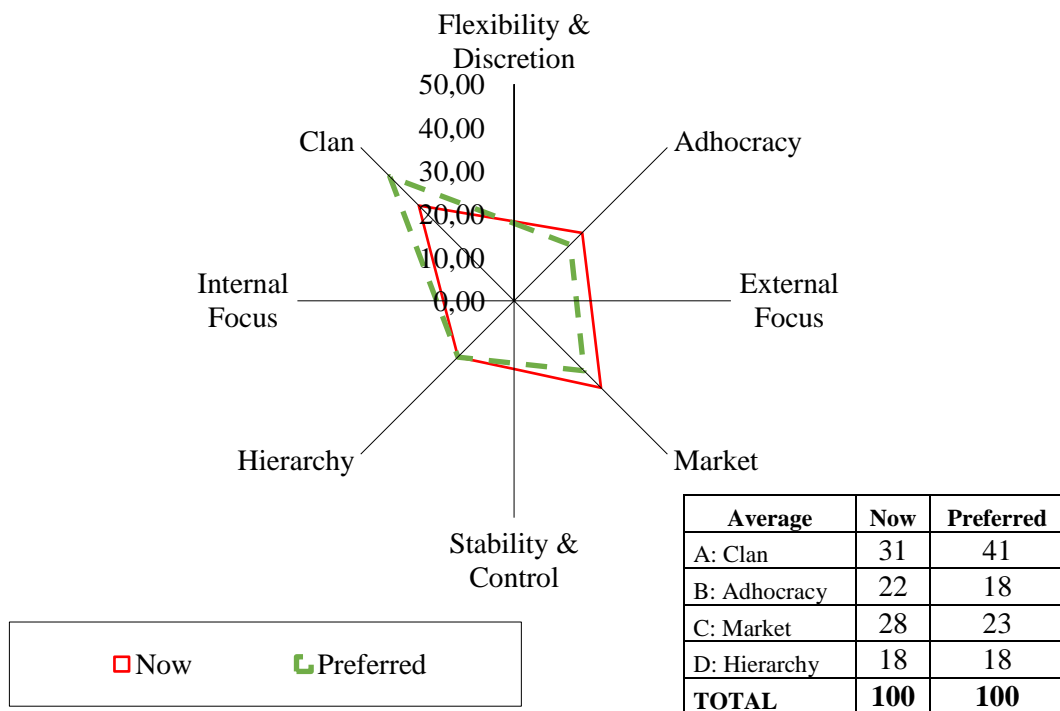 Flexibility &
Discretion
50,00
40,00
30,00
20,00
10,00
0,00
Clan
Adhocracy
Internal
Focus
External
Focus
Hierarchy
Market
Stability &
Control
Now Preferred
Average Now Preferred
A: Clan 31 41
B: Adhocracy 22 18
C: Market 28 23
D: Hierarchy 18 18
TOTAL 100 100